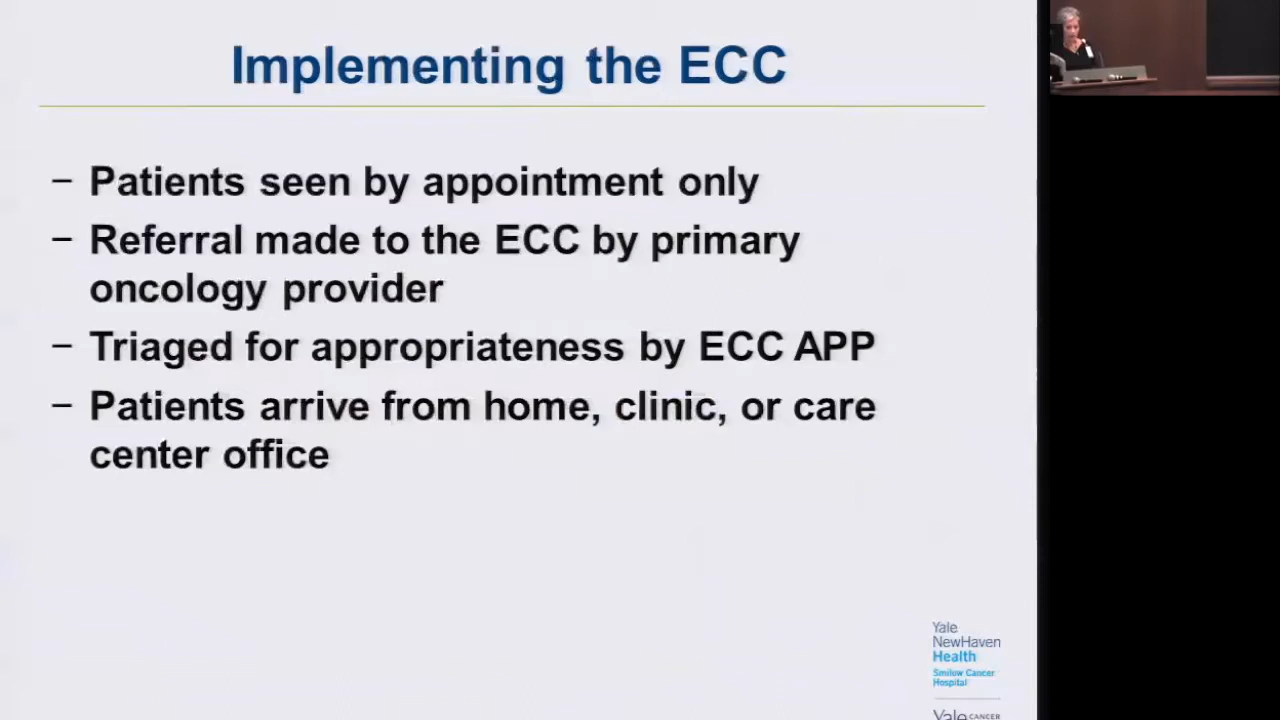 Implementing the ECC
– Patients seen by appointment only
– Referral made to the ECC by primary
oncology provider
– Triaged for appropriateness by ECC APP
– Patients arrive from home, clinic, or care
center office
Yale
NewHaven
Health
Smilow Cancer
Hospital
Yale CANCER